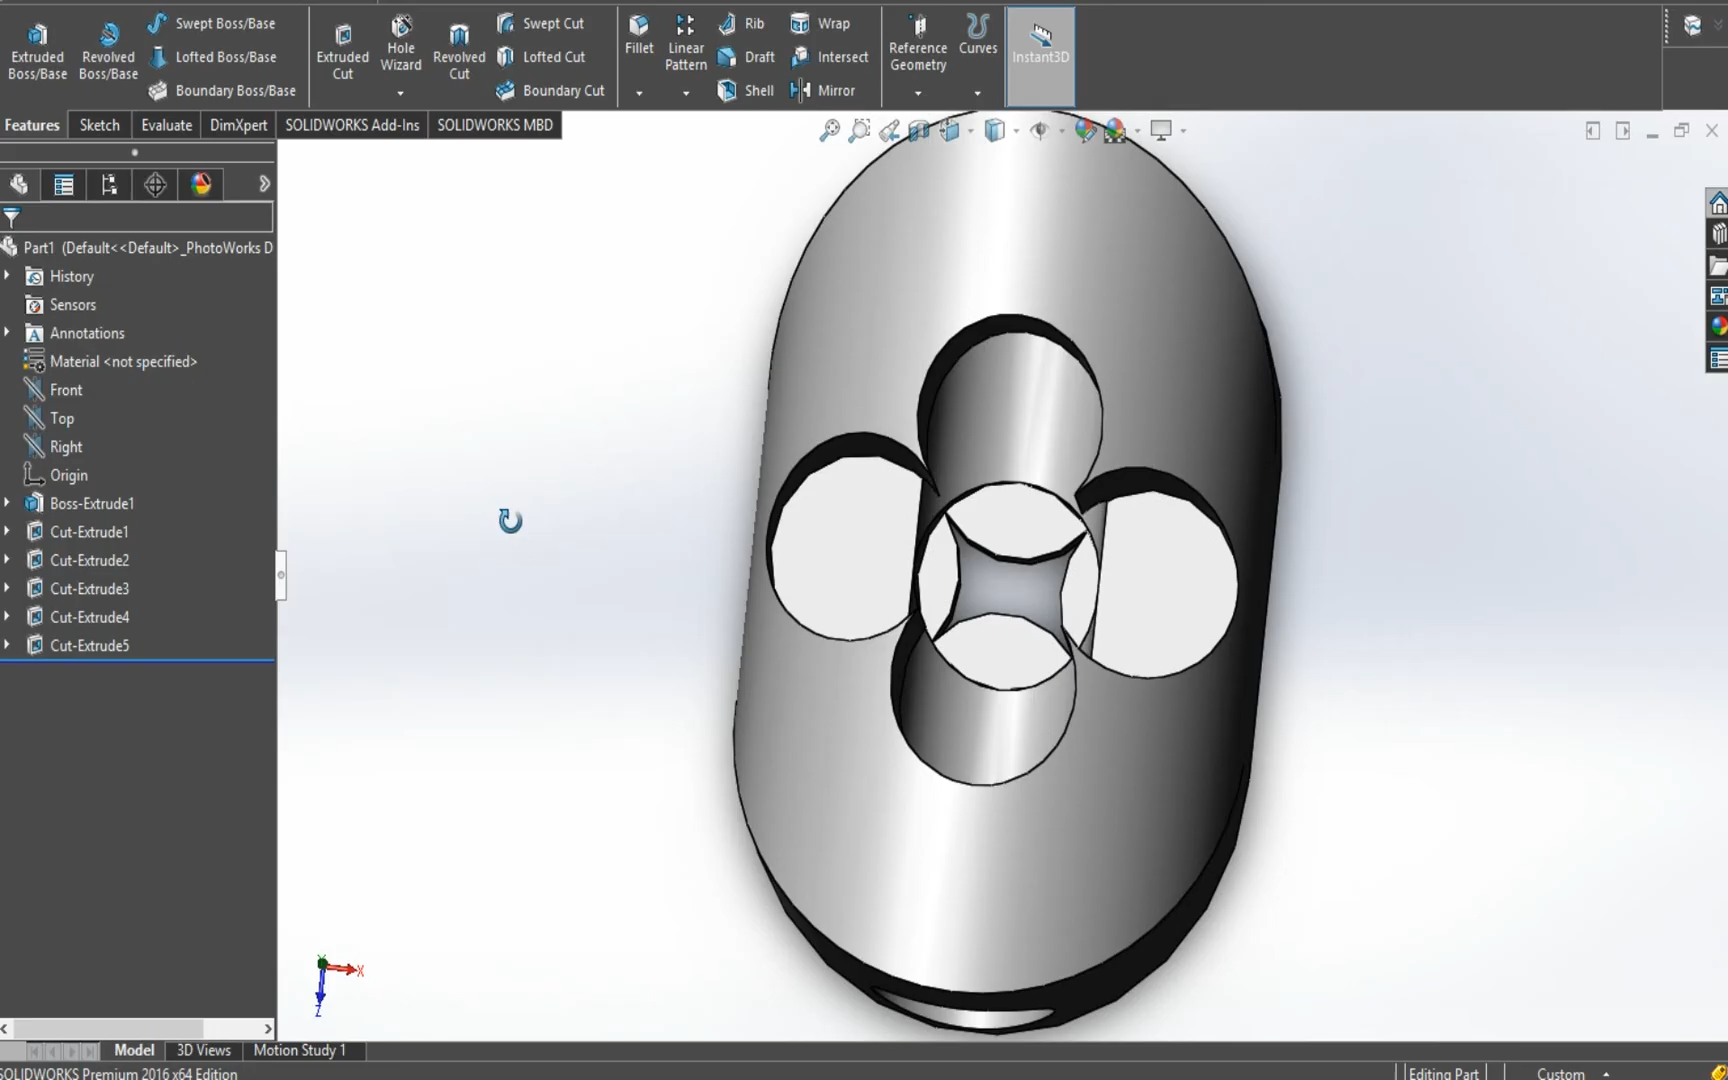 Extruded Boss/Base
Revolved Boss/Base
Swept Boss/Base
Lofted Boss/Base
Boundary Boss/Base
Extruded Cut
Hole Wizard
Revolved Cut
Swept Cut
Lofted Cut
Boundary Cut
Fillet
Linear Pattern
Rib
Draft
Shell
Wrap
Intersect
Mirror
Reference Geometry
Curves
Instant3D
Features
Sketch
Evaluate
DimXpert
SOLIDWORKS Add-Ins
SOLIDWORKS MBD
Part1 (Default<<Default>_PhotoWorks D
History
Sensors
A Annotations
Material <not specified>
Front
Top
Right
Origin
Boss-Extrude1
Cut-Extrude1
Cut-Extrude2
Cut-Extrude3
Cut-Extrude4
Cut-Extrude5
Y
X
Z
Model
3D Views
Motion Study 1
SOLIDWORKS Premium 2016 x64 Edition
Editing Part
Custom